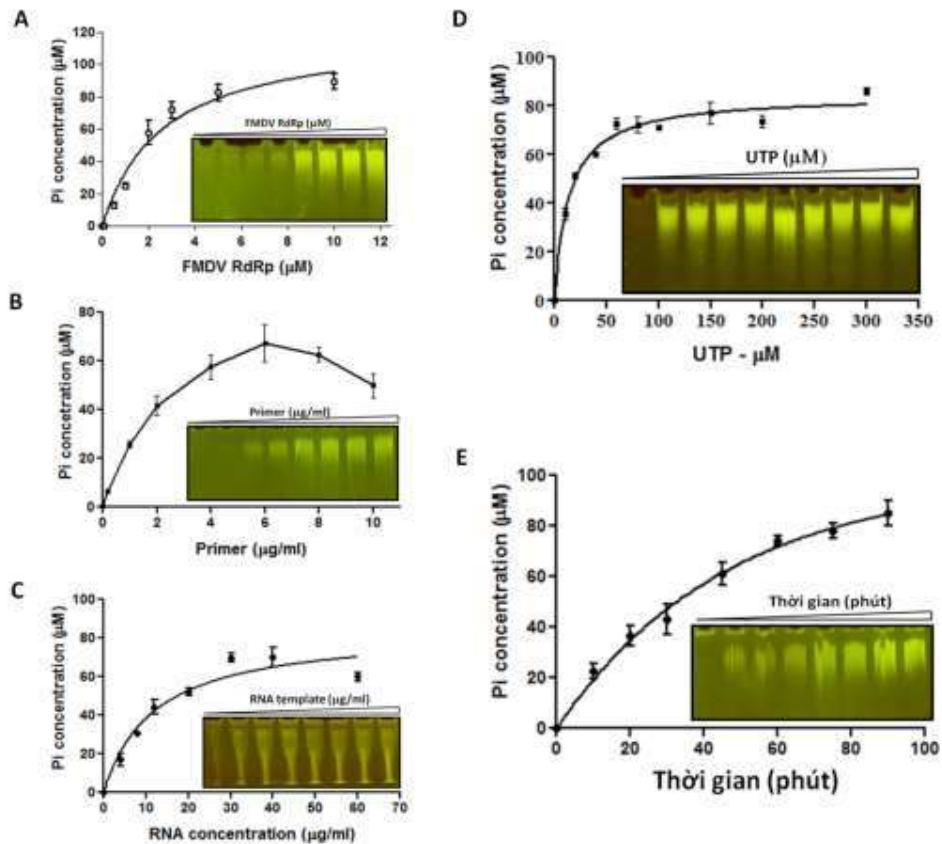 A
Pi concentration (µM)
120
100
80
60
40
20
0
FMDV RdRp (µM)
0 2 4 6 8 10 12
FMDV RdRp (µM)
B
Pi concetration (µM)
80
60
40
20
0
Primer (µg/ml)
0 2 4 6 8 10
Primer (µg/ml)
C
Pi concentration (µM)
100
80
60
40
20
0
RNA template (µg/ml)
0 10 20 30 40 50 60 70
RNA concentration (µg/ml)
D
Pi concentration (µM)
100
80
60
40
20
0
UTP (µM)
0 50 100 150 200 250 300 350
UTP - µM
E
Pi concentration (µM)
100
80
60
40
20
0
Thời gian (phút)
0 20 40 60 80 100
Thời gian (phút)